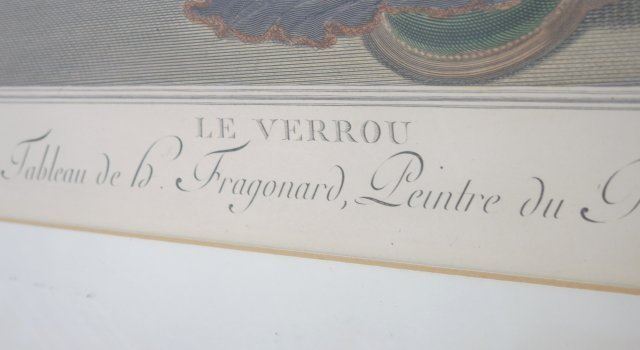 LE VERROU
Tableau de H. Fragonard, Peintre du